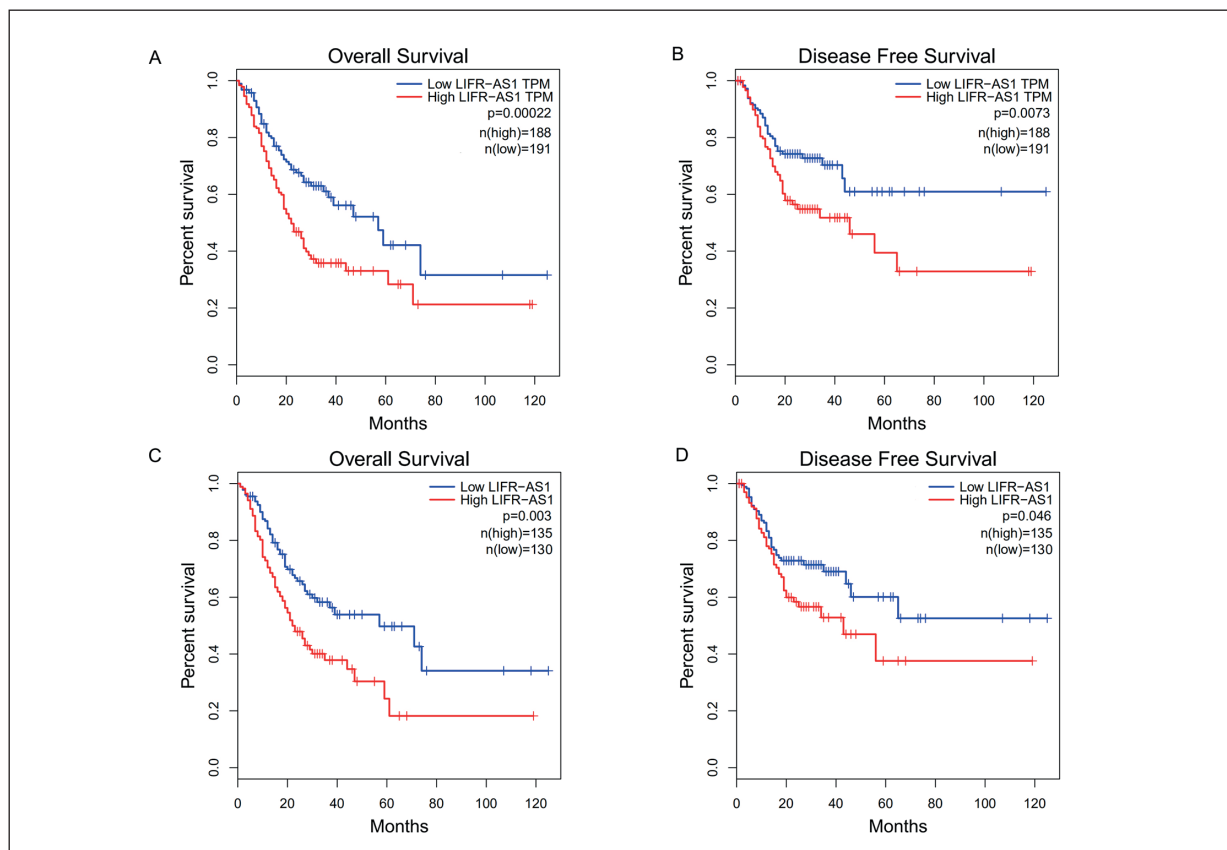 A
Overall Survival
Low LIFR−AS1 TPM
High LIFR−AS1 TPM
p=0.00022
n(high)=188
n(low)=191
Percent survival
0.0 0.2 0.4 0.6 0.8 1.0
0 20 40 60 80 100 120
Months
B
Disease Free Survival
Low LIFR−AS1 TPM
High LIFR−AS1 TPM
p=0.0073
n(high)=188
n(low)=191
Percent survival
0.0 0.2 0.4 0.6 0.8 1.0
0 20 40 60 80 100 120
Months
C
Overall Survival
Low LIFR−AS1
High LIFR−AS1
p=0.003
n(high)=135
n(low)=130
Percent survival
0.0 0.2 0.4 0.6 0.8 1.0
0 20 40 60 80 100 120
Months
D
Disease Free Survival
Low LIFR−AS1
High LIFR−AS1
p=0.046
n(high)=135
n(low)=130
Percent survival
0.0 0.2 0.4 0.6 0.8 1.0
0 20 40 60 80 100 120
Months